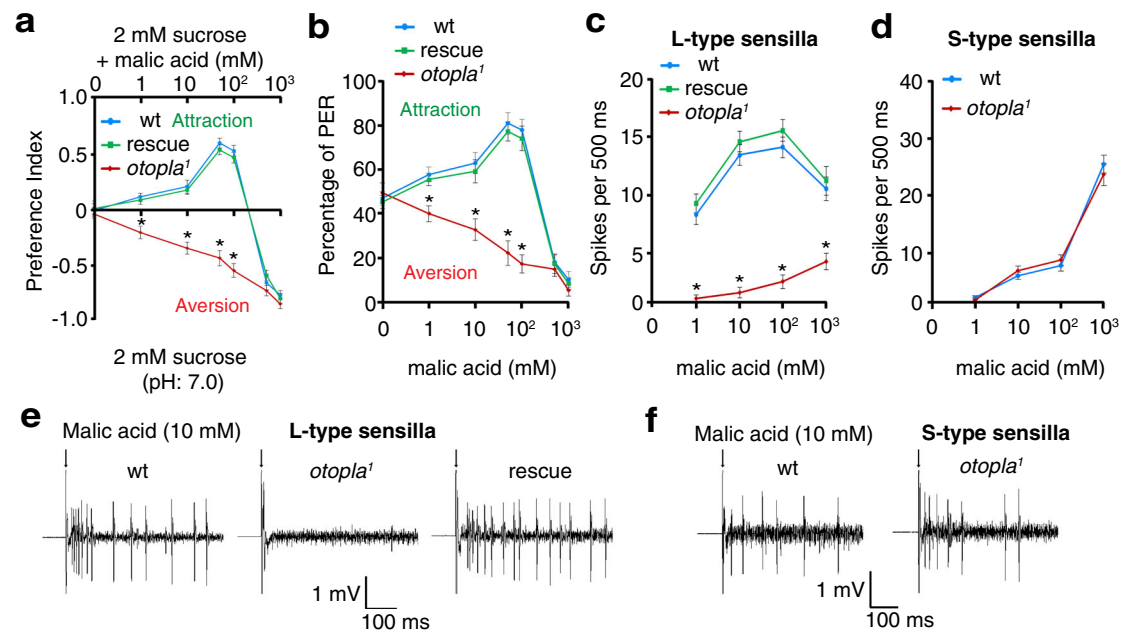 a
2 mM sucrose
+ malic acid (mM)
0 1 10 10² 10³
1.0
0.5
0
-0.5
-1.0
Preference Index
wt
rescue
otopla¹
Attraction
Aversion
2 mM sucrose
(pH: 7.0)
b
wt
rescue
otopla¹
100
80
60
40
20
0
Percentage of PER
Attraction
Aversion
* * * *
* * * *
0 1 10 10² 10³
malic acid (mM)
c
L-type sensilla
wt
rescue
otopla¹
20
15
10
5
0
Spikes per 500 ms
* * * *
0 1 10 10² 10³
malic acid (mM)
d
S-type sensilla
wt
otopla¹
40
30
20
10
0
Spikes per 500 ms
0 1 10 10² 10³
malic acid (mM)
e
Malic acid (10 mM) L-type sensilla
wt otopla¹ rescue
1 mV
100 ms
f
Malic acid (10 mM) S-type sensilla
wt otopla¹
1 mV
100 ms